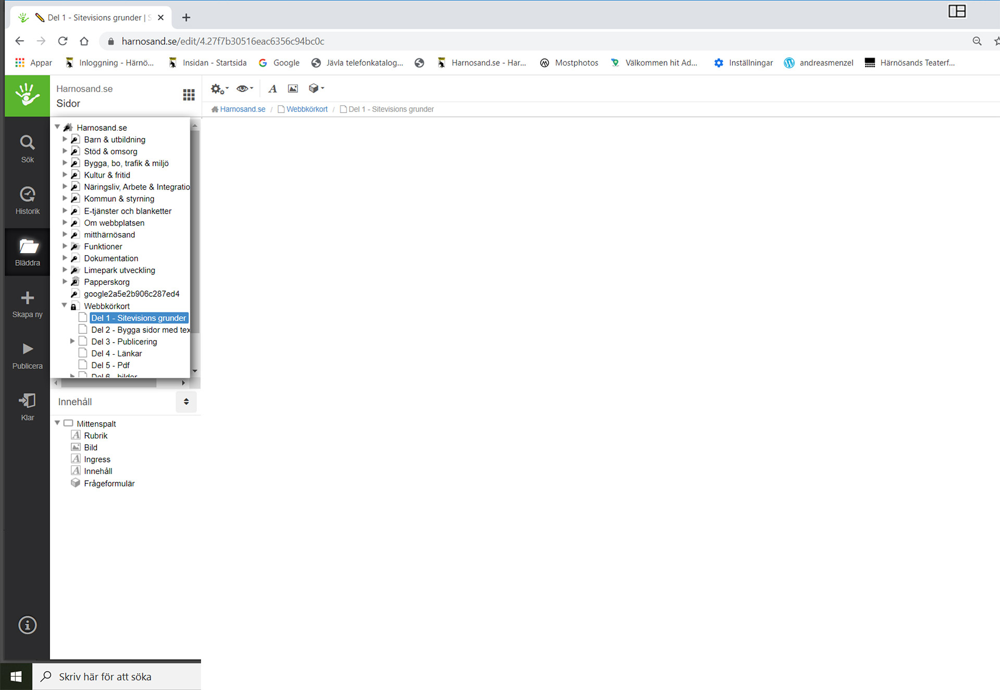 Del 1 - Sitevisions grunder | S
harnosand.se/edit/4.27f7b30516eac6356c94bc0c
Appar Inloggning - Härnö... Insidan - Startsida Google Jävla telefonkatalog... Harnosand.se - Har... Mostphotos Välkommen hit Ad... Inställningar andreasmenzel Härnösands Teaterf...
Harnosand.se
Sidor
Harnosand.se / Webbkörkort / Del 1 - Sitevisions grunder
Sök
Historik
Bläddra
Skapa ny
Publicera
Klar
Harnosand.se
Barn & utbildning
Stöd & omsorg
Bygga, bo, trafik & miljö
Kultur & fritid
Näringsliv, Arbete & Integratio
Kommun & styrning
E-tjänster och blanketter
Om webbplatsen
mitthärnösand
Funktioner
Dokumentation
Limepark utveckling
Papperskorg
google2a5e2b906c287ed4
Webbkörkort
Del 1 - Sitevisions grunder
Del 2 - Bygga sidor med tex
Del 3 - Publicering
Del 4 - Länkar
Del 5 - Pdf
Del 6 - bilder
Innehåll
Mittenspalt
Rubrik
Bild
Ingress
Innehåll
Frågeformulär
Skriv här för att söka